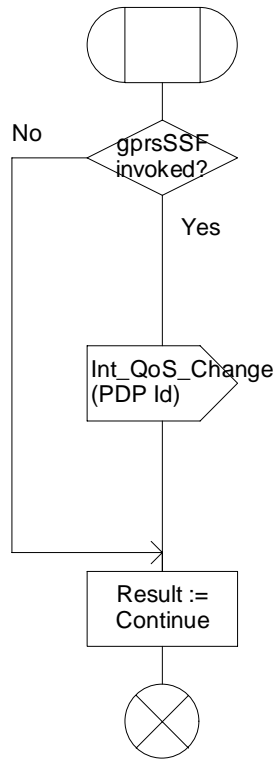 No
gprsSSF
invoked?
Yes
Int_QoS_Change
(PDP Id)
Result :=
Continue